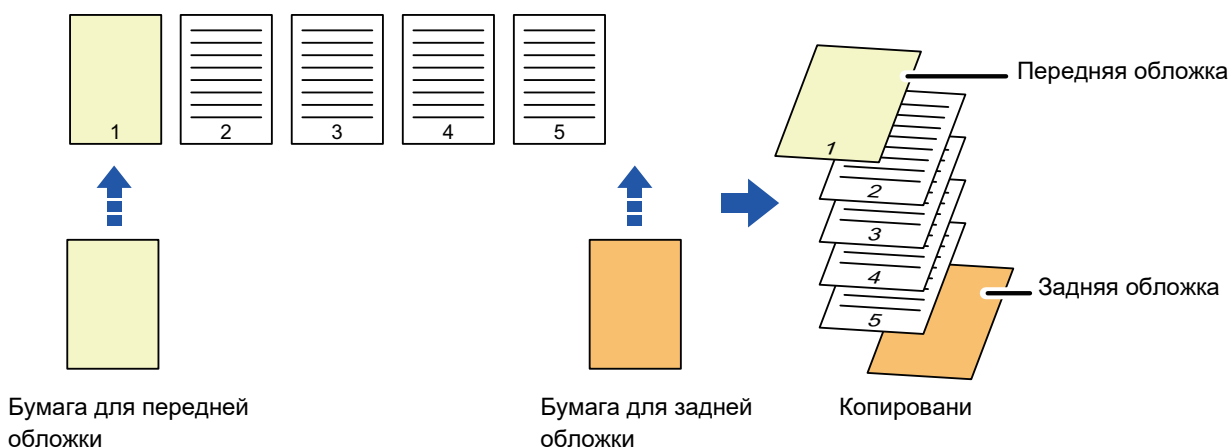 1
2
3
4
5
Бумага для передней
обложки
Бумага для задней
обложки
Передняя обложка
1
2
3
4
5
Задняя обложка
Копировани